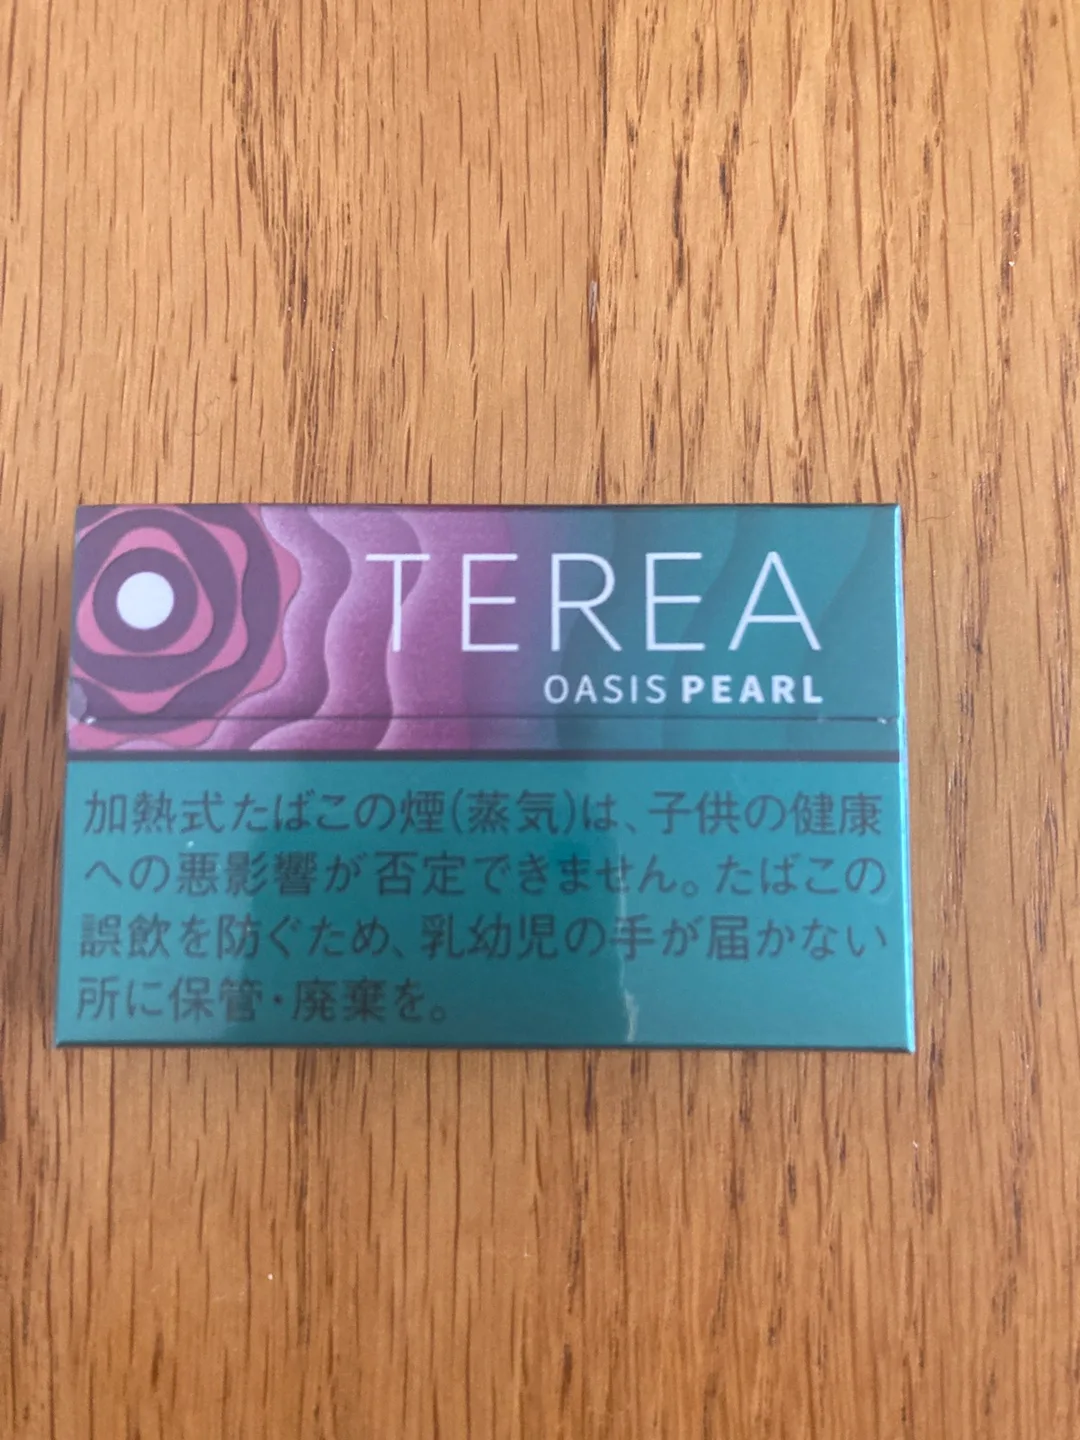 TEREA
OASIS PEARL
加熱式たばこの煙(蒸気)は、子供の健康
への悪影響が否定できません。たばこの
誤飲を防ぐため、乳幼児の手が届かない
所に保管・廃棄を。